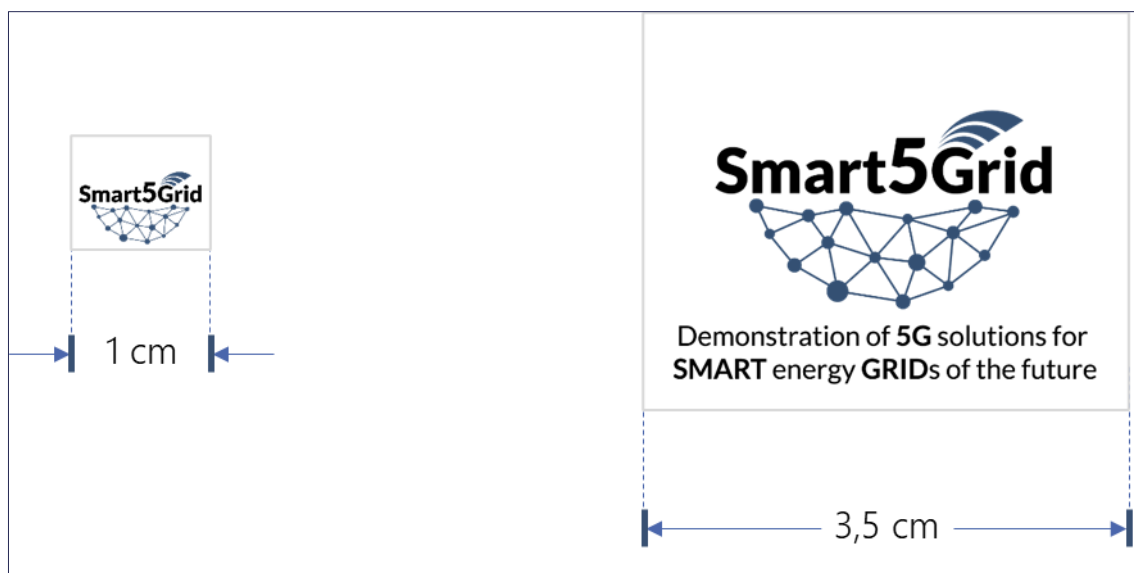 Smart5Grid
1 cm
Smart5Grid
Demonstration of 5G solutions for
SMART energy GRIDs of the future
3,5 cm